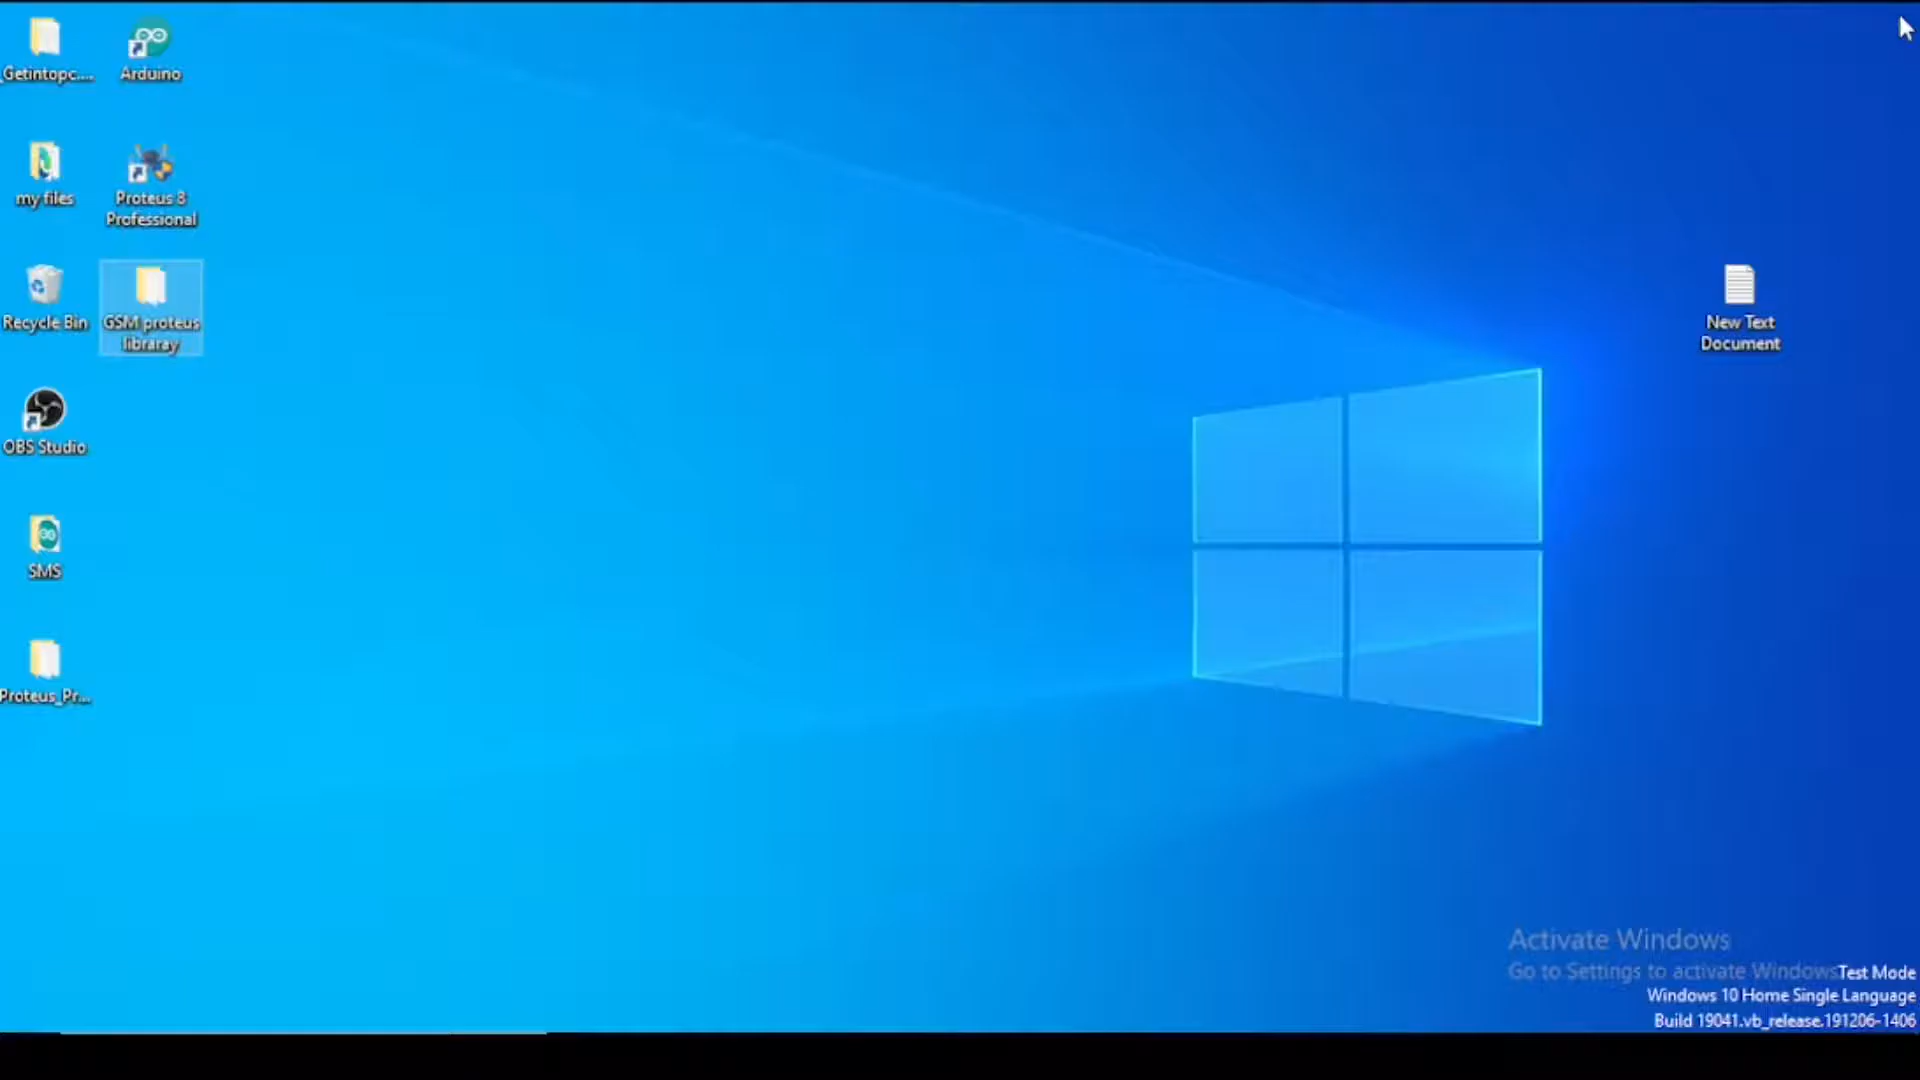 _Getintopc....
Arduino
my files
Proteus 8
Professional
Recycle Bin
GSM proteus
libraray
New Text
Document
OBS Studio
SMS
Proteus_Pr...
Activate Windows
Go to Settings to activate Windows.
Test Mode
Windows 10 Home Single Language
Build 19041.vb_release.191206-1406